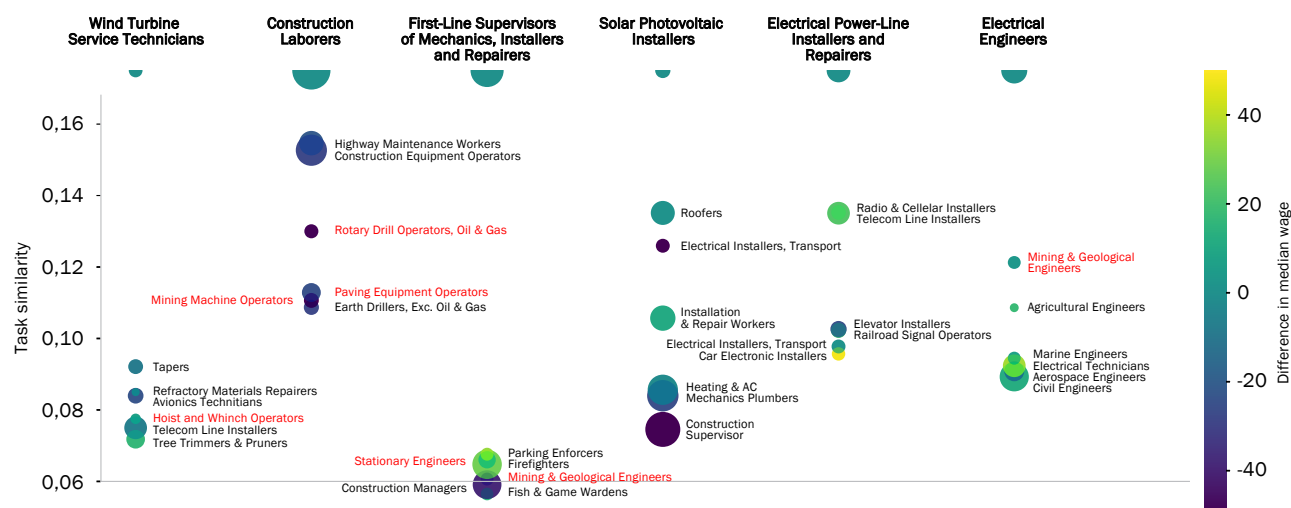 Wind Turbine
Service Technicians
Construction
Laborers
First-Line Supervisors
of Mechanics, Installers
and Repairers
Solar Photovoltaic
Installers
Electrical Power-Line
Installers and
Repairers
Electrical
Engineers
Task similarity
0,16
0,14
0,12
0,10
0,08
0,06
Tapers
Refractory Materials Repairers
Avionics Technitians
Hoist and Whinch Operators
Telecom Line Installers
Tree Trimmers & Pruners
Highway Maintenance Workers
Construction Equipment Operators
Rotary Drill Operators, Oil & Gas
Paving Equipment Operators
Mining Machine Operators
Earth Drillers, Exc. Oil & Gas
Parking Enforcers
Stationary Engineers
Firefighters
Mining & Geological Engineers
Construction Managers
Fish & Game Wardens
Roofers
Electrical Installers, Transport
Installation
& Repair Workers
Heating & AC
Mechanics Plumbers
Construction
Supervisor
Radio & Cellelar Installers
Telecom Line Installers
Elevator Installers
Railroad Signal Operators
Electrical Installers, Transport
Car Electronic Installers
Mining & Geological
Engineers
Agricultural Engineers
Marine Engineers
Electrical Technicians
Aerospace Engineers
Civil Engineers
40
20
0
-20
-40
Difference in median wage